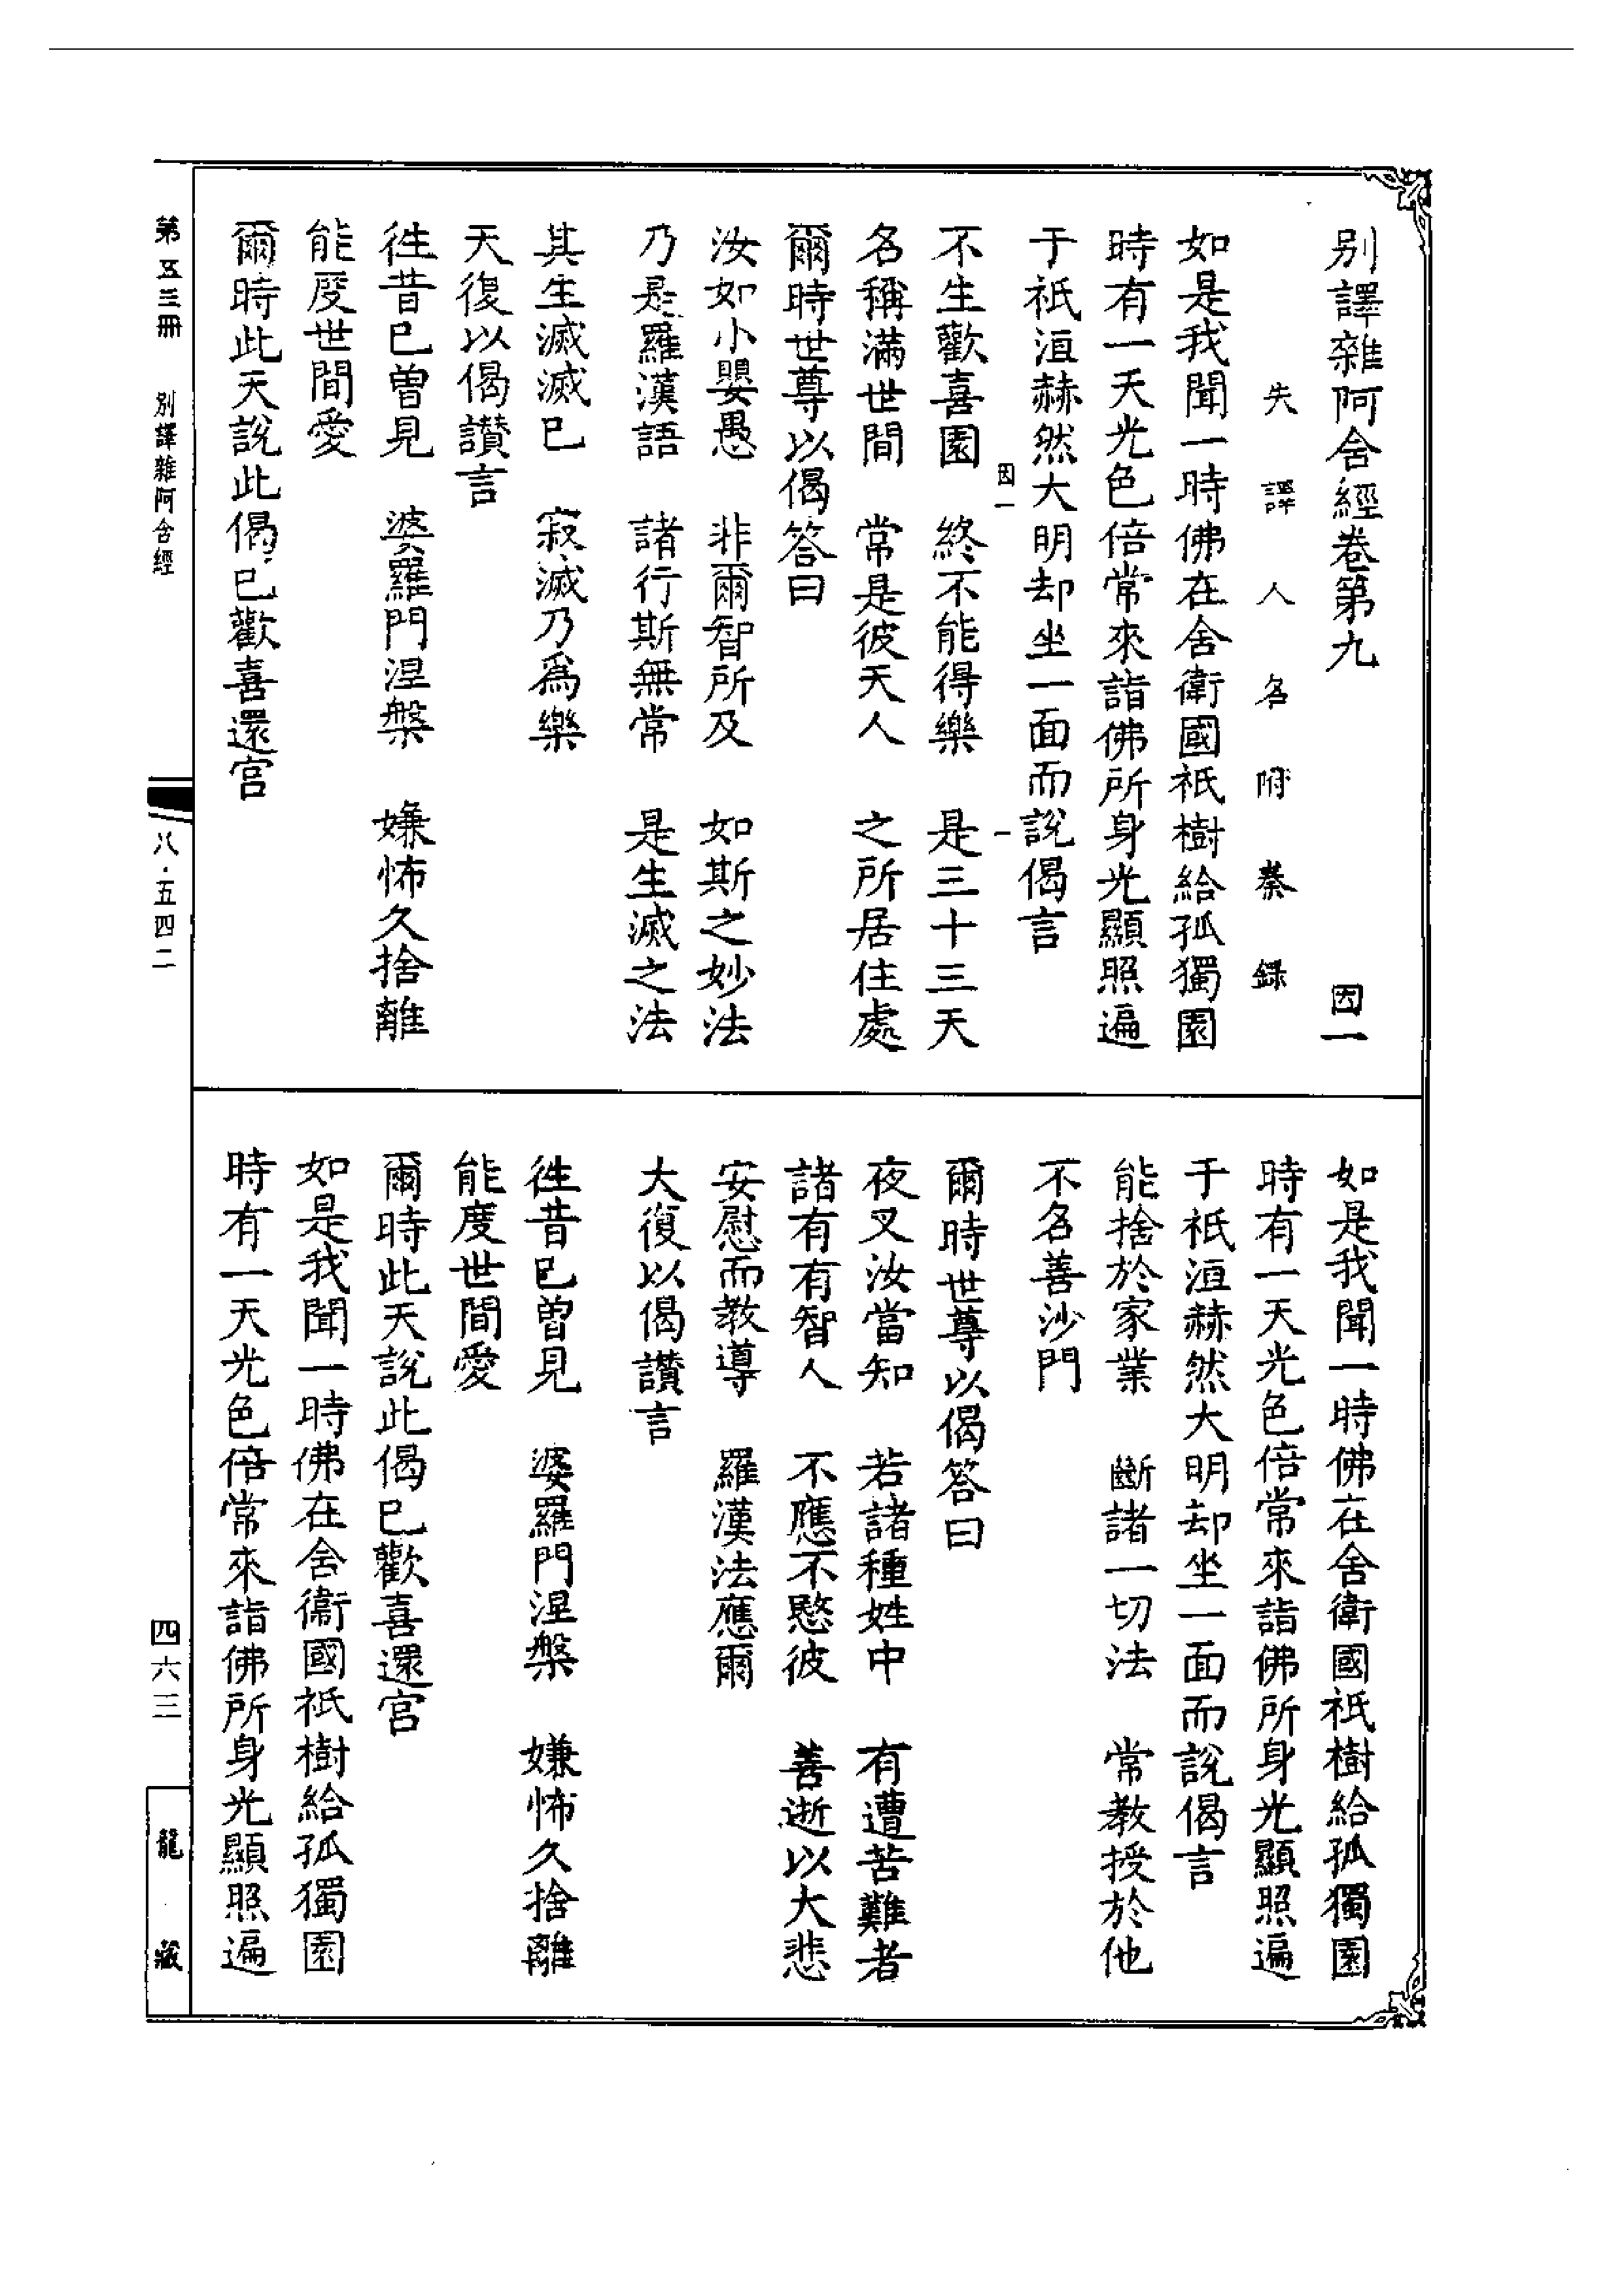 別譯雜阿含經卷第九　因一
失譯人名附秦錄
如是我聞一時佛在舍衛國祇樹給孤獨園
時有一天光色倍常來詣佛所身光顯照遍
于祇洹赫然大明却坐一面而說偈言
因一　一
不生歡喜園　終不能得樂　是三十三天
名稱滿世間　常是彼天人　之所居住處
爾時世尊以偈答曰
汝如小嬰愚　非爾智所及　如斯之妙法
乃是羅漢語　諸行斯無常　是生滅之法
其生滅滅已　寂滅乃為樂
天復以偈讚言
徃昔已曾見　婆羅門涅槃　嫌怖久捨離
能度世間愛
爾時此天說此偈已歡喜還宮
如是我聞一時佛在舍衛國祇樹給孤獨園
時有一天光色倍常來詣佛所身光顯照遍
于祇洹赫然大明却坐一面而說偈言
能捨於家業　斷諸一切法　常教授於他
不名善沙門
爾時世尊以偈答曰
夜叉汝當知　若諸種姓中　有遭苦難者
諸有有智人　不應不愍彼　善逝以大悲
安慰而教導　羅漢法應爾
大復以偈讚言
徃昔已曾見　婆羅門涅槃　嫌怖久捨離
能度世間愛
爾時此天說此偈已歡喜還宮
如是我聞一時佛在舍衞國祇樹給孤獨園
時有一天光色倍常來詣佛所身光顯照遍
第五三冊　別譯雜阿含經　八·五四二　四六三　龍藏